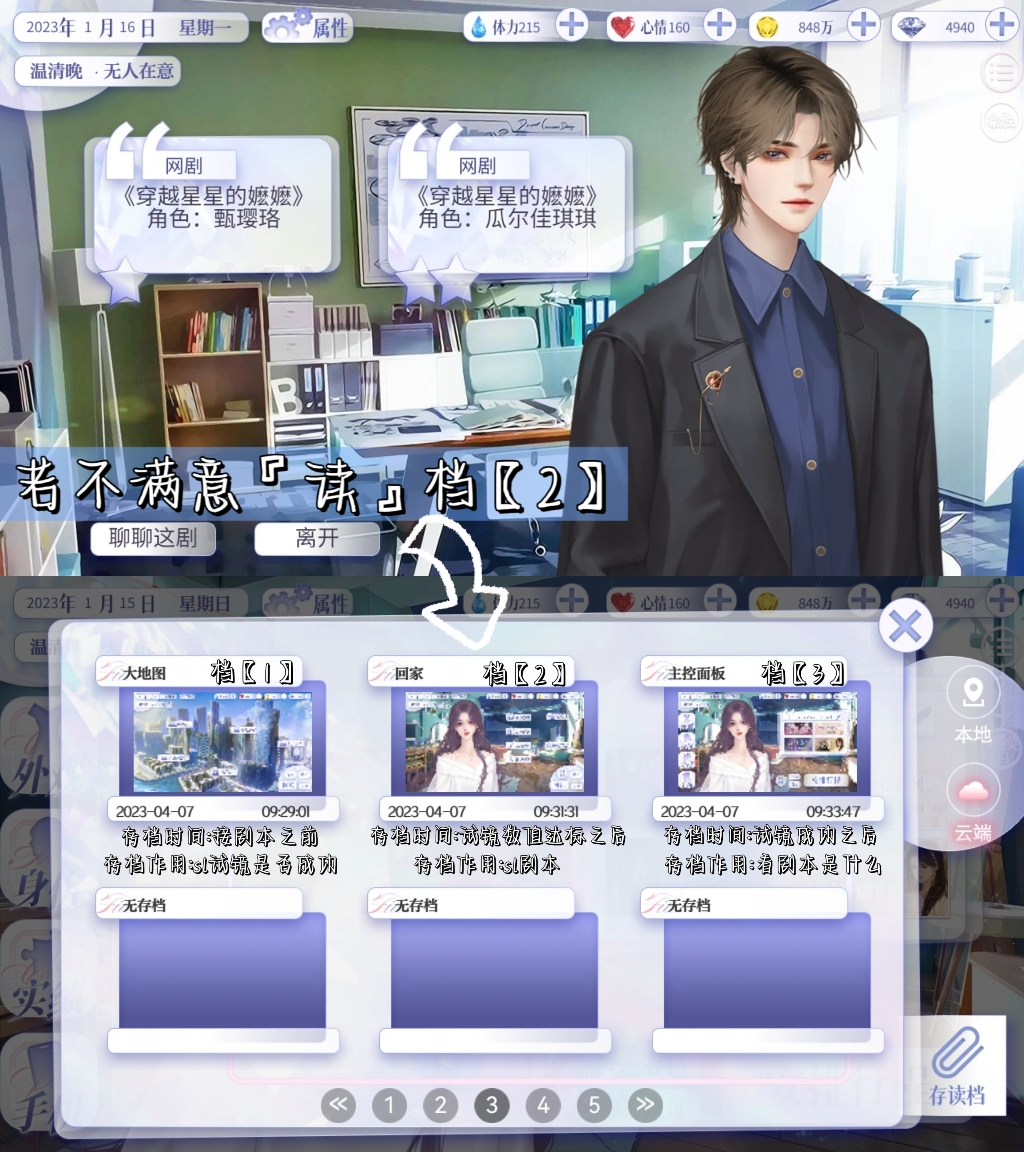 2023年 1 月 16 日 星期一
属性
体力215
心情160
848万
4940
温清晚 · 无人在意
网剧
《穿越星星的嬷嬷》
角色：甄璎珞
网剧
《穿越星星的嬷嬷》
角色：瓜尔佳琪琪
B
若不满意『读』档【2】
聊聊这剧
离开
2023年 1 月 15 日 星期日
属性
体力215
心情160
848万
4940
温
大地图 档【1】
回家 档【2】
主控面板 档【3】
本地
云端
2023-04-07 09:29:01
2023-04-07 09:31:31
2023-04-07 09:33:47
存档时间:接剧本之前
存档作用:sl试镜是否成功
存档时间:试镜数值达标之后
存档作用:sl剧本
存档时间:试镜成功之后
存档作用:看剧本是什么
无存档
无存档
无存档
外
身
实
手
« 1 2 3 4 5 »
存读档